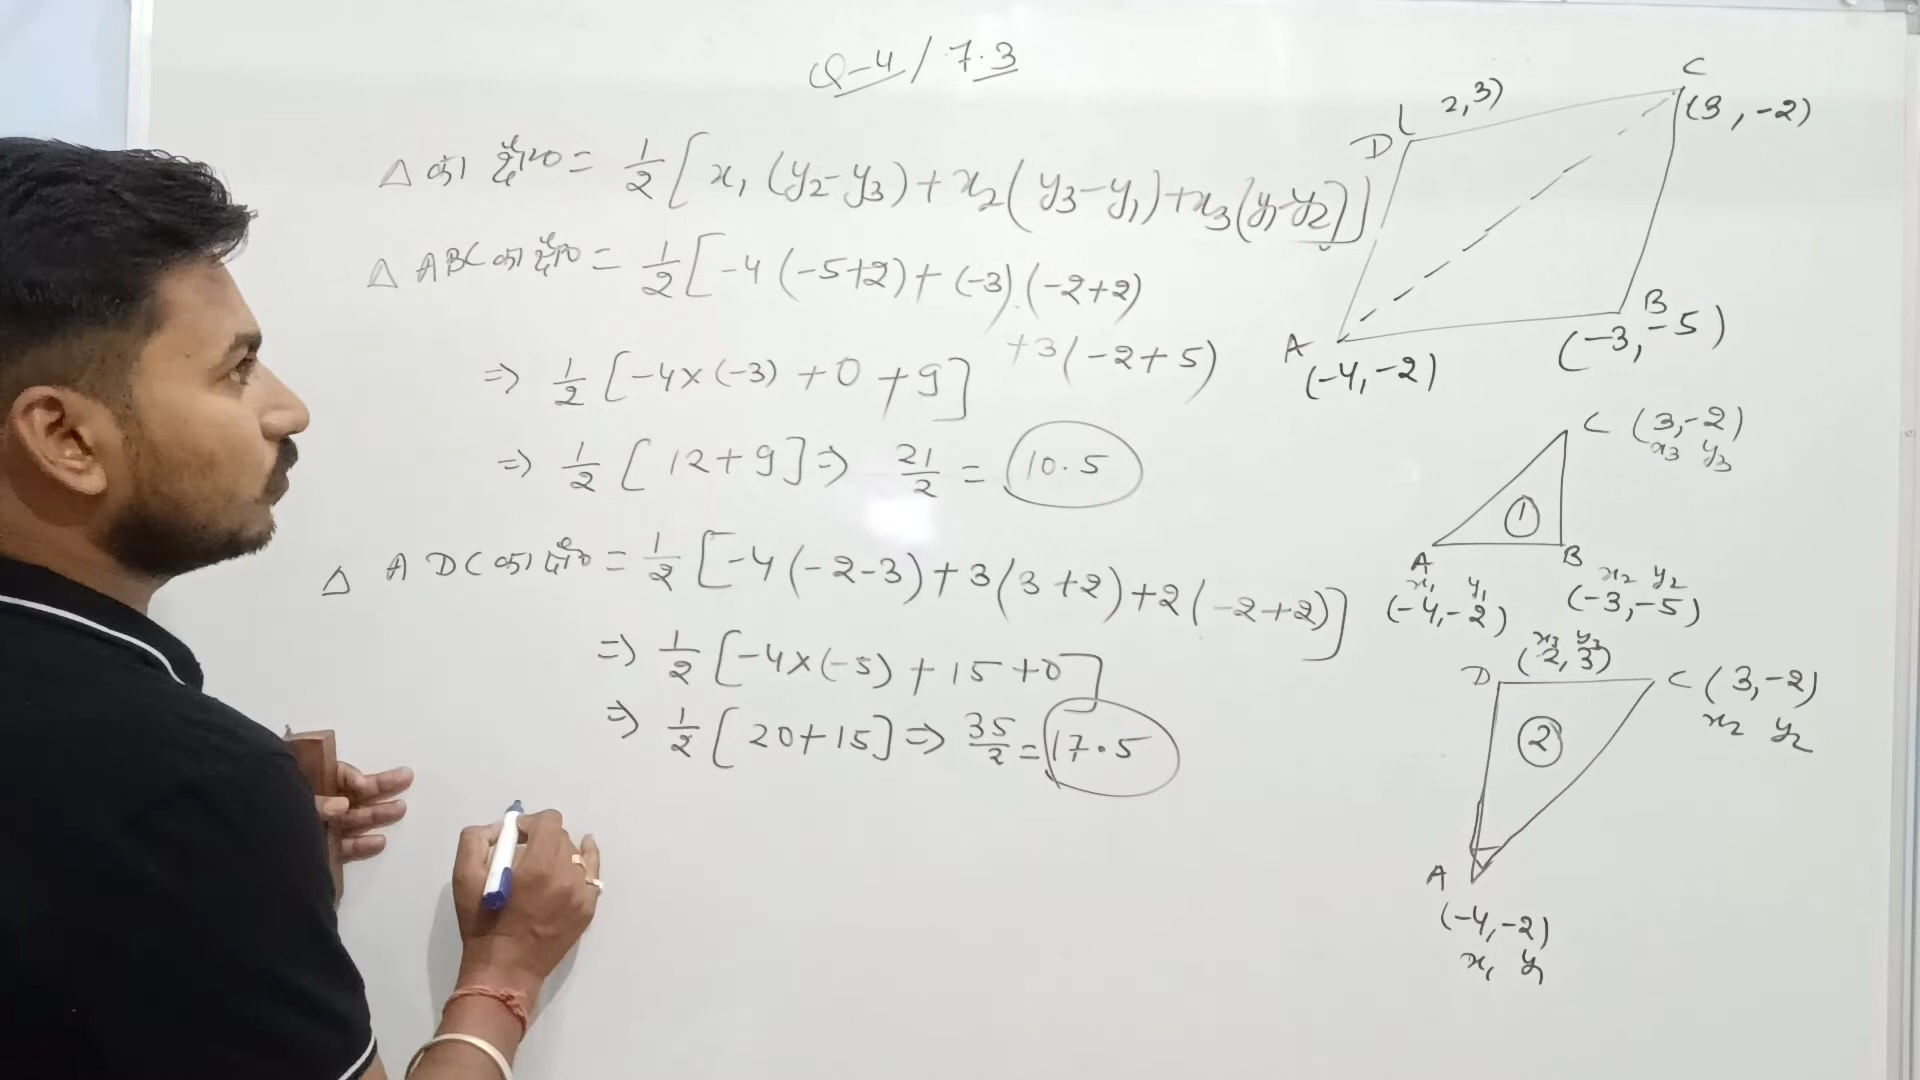 Q-4/7.3
△ का क्षे० = 1/2 [x₁ (y₂-y₃) + x₂ (y₃-y₁) + x₃ (y₁-y₂)]
△ ABC का क्षे० = 1/2 [-4 (-5+2) + (-3).(-2+2)
+3(-2+5)
⇒ 1/2 [-4×(-3) + 0 + 9]
⇒ 1/2 [12+9] ⇒ 21/2 = 10.5
△ ADC का क्षे० = 1/2 [-4 (-2-3) + 3 (3+2) + 2 (-2+2)]
⇒ 1/2 [-4×(-5) + 15 + 0]
⇒ 1/2 [20+15] ⇒ 35/2 = 17.5
C
(3, -2)
D (2,3)
A
(-4, -2)
B
(-3, -5)
C (3,-2)
x₃ y₃
1
A
x₁ y₁
(-4,-2)
B
x₂ y₂
(-3,-5)
x₃ y₃
D (2, 3)
C (3,-2)
x₂ y₂
2
A
(-4,-2)
x₁ y₁